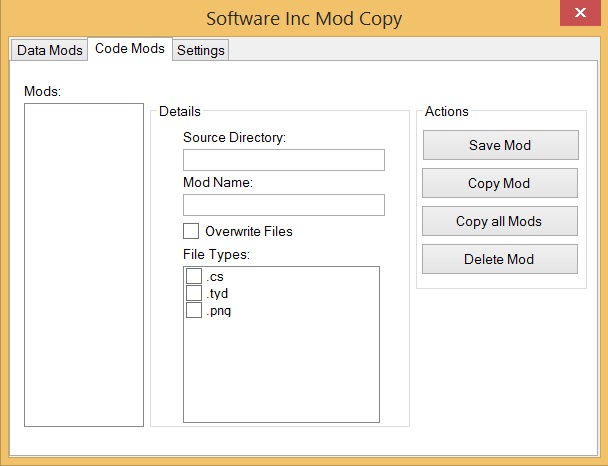 Software Inc Mod Copy
Data Mods Code Mods Settings
Mods:
Details
Source Directory:
Mod Name:
Overwrite Files
File Types:
.cs
.tyd
.png
Actions
Save Mod
Copy Mod
Copy all Mods
Delete Mod